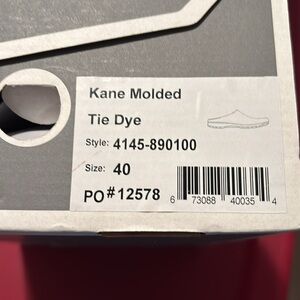 Kane Molded
Tie Dye
Style: 4145-890100
Size: 40
PO#12578
6 73088 40035 4